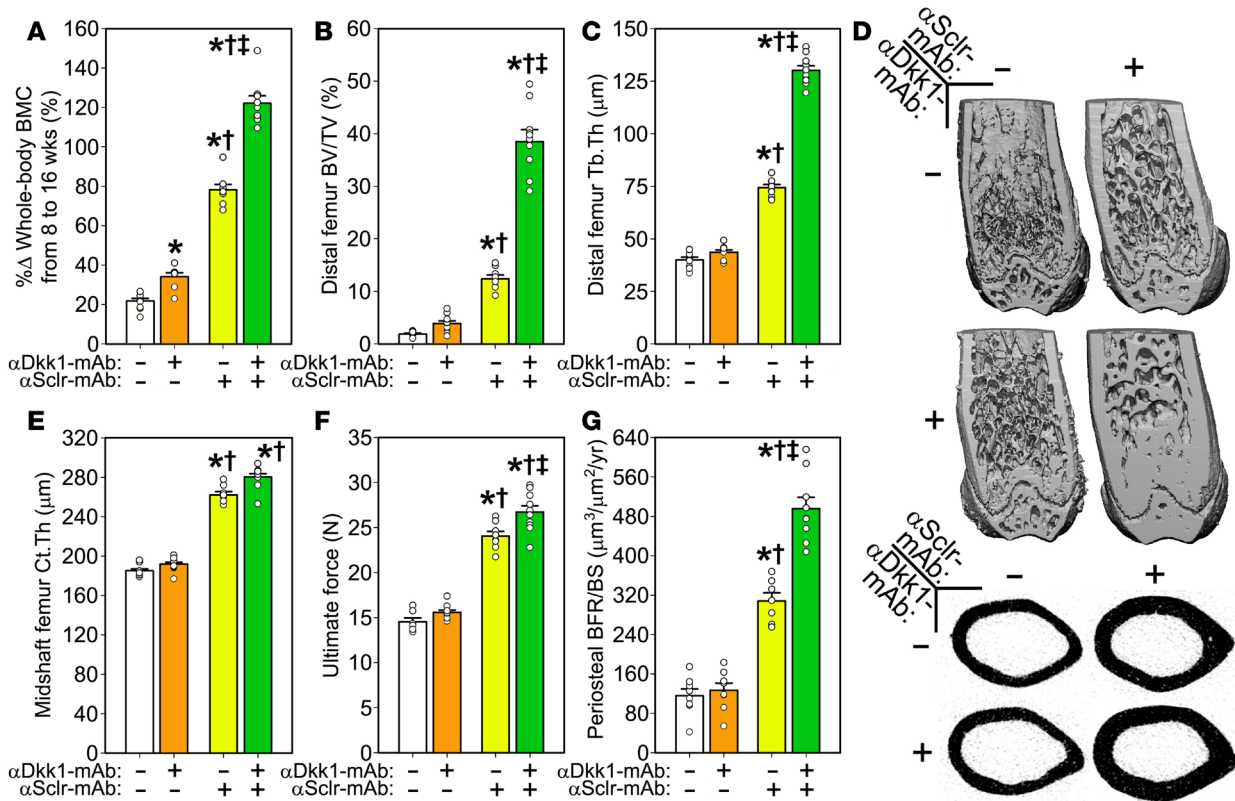 A
%Δ Whole-body BMC
from 8 to 16 wks (%)
160
140
120
100
80
60
40
20
0
*
*†
*†‡
αDkk1-mAb: – + – +
αSclr-mAb: – – + +
B
Distal femur BV/TV (%)
60
50
40
30
20
10
0
*†
*†‡
– + – +
– – + +
C
Distal femur Tb.Th (μm)
150
125
100
75
50
25
0
*†
*†‡
αDkk1-mAb: – + – +
αSclr-mAb: – – + +
D
αSclr-
mAb:
αDkk1-
mAb:
– +
–
+
E
Midshaft femur Ct.Th (μm)
320
280
240
200
160
120
80
40
0
*†
*†
αDkk1-mAb: – + – +
αSclr-mAb: – – + +
F
Ultimate force (N)
35
30
25
20
15
10
5
0
*†
*†‡
αDkk1-mAb: – + – +
αSclr-mAb: – – + +
G
Periosteal BFR/BS (μm³/μm²/yr)
640
560
480
400
320
240
160
80
0
*†
*†‡
αDkk1-mAb: – + – +
αSclr-mAb: – – + +
αSclr-
mAb:
αDkk1-
mAb:
– +
–
+